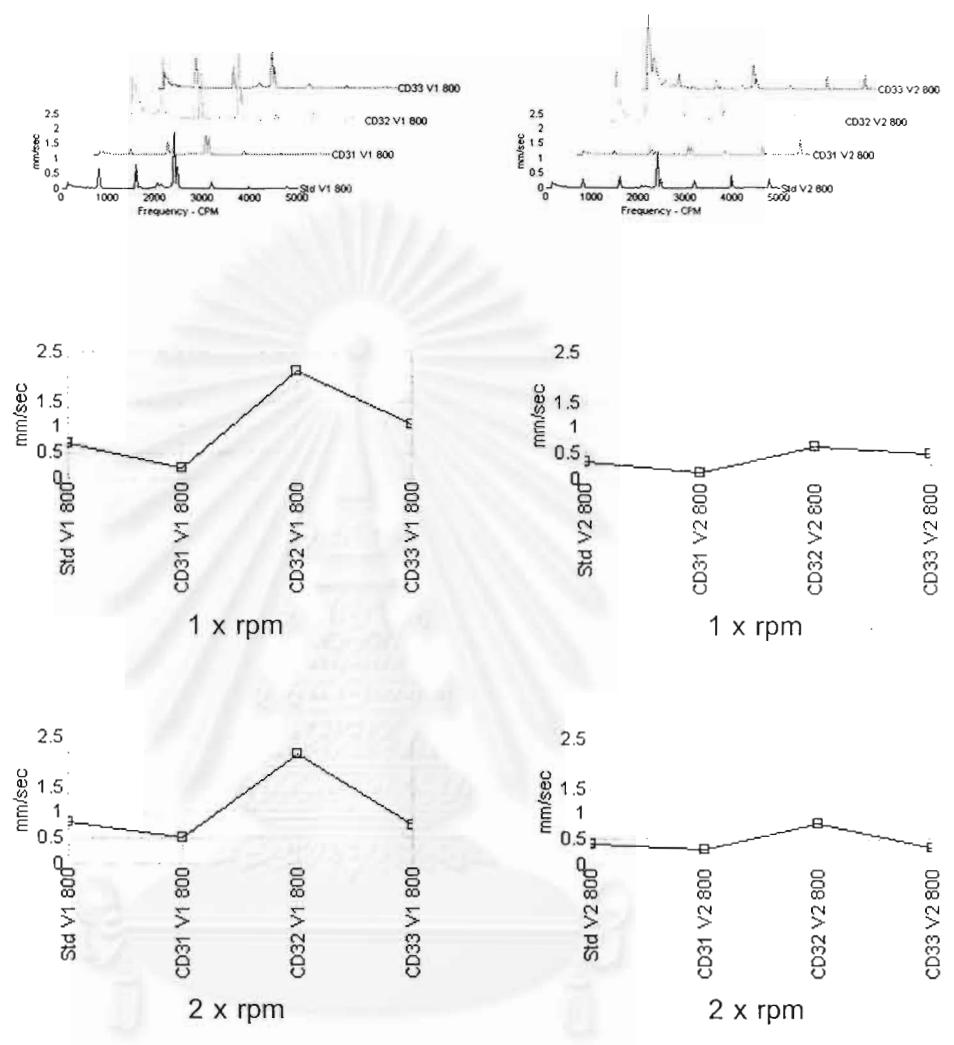 CD33 V1 800
CD32 V1 800
CD31 V1 800
Std V1 800
2.5
2
1.5
1
0.5
0
mm/sec
0
1000
2000
3000
4000
5000
Frequency - CPM
CD33 V2 800
CD32 V2 800
CD31 V2 800
Std V2 800
2.5
2
1.5
1
0.5
0
mm/sec
0
1000
2000
3000
4000
5000
Frequency - CPM
2.5
1.5
1
0.5
0
mm/sec
Std V1 800
CD31 V1 800
CD32 V1 800
CD33 V1 800
1 x rpm
2.5
1.5
1
0.5
0
mm/sec
Std V2 800
CD31 V2 800
CD32 V2 800
CD33 V2 800
1 x rpm
2.5
1.5
1
0.5
0
mm/sec
Std V1 800
CD31 V1 800
CD32 V1 800
CD33 V1 800
2 x rpm
2.5
1.5
1
0.5
0
mm/sec
Std V2 800
CD31 V2 800
CD32 V2 800
CD33 V2 800
2 x rpm